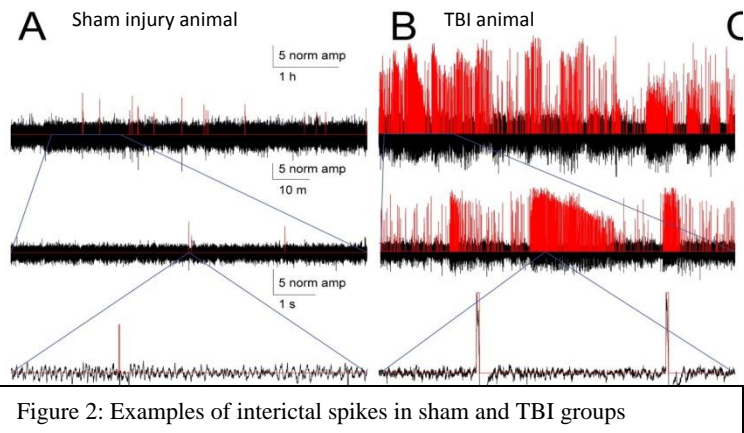 A Sham injury animal
B TBI animal
C
5 norm amp
1 h
5 norm amp
10 m
5 norm amp
1 s
Figure 2: Examples of interictal spikes in sham and TBI groups